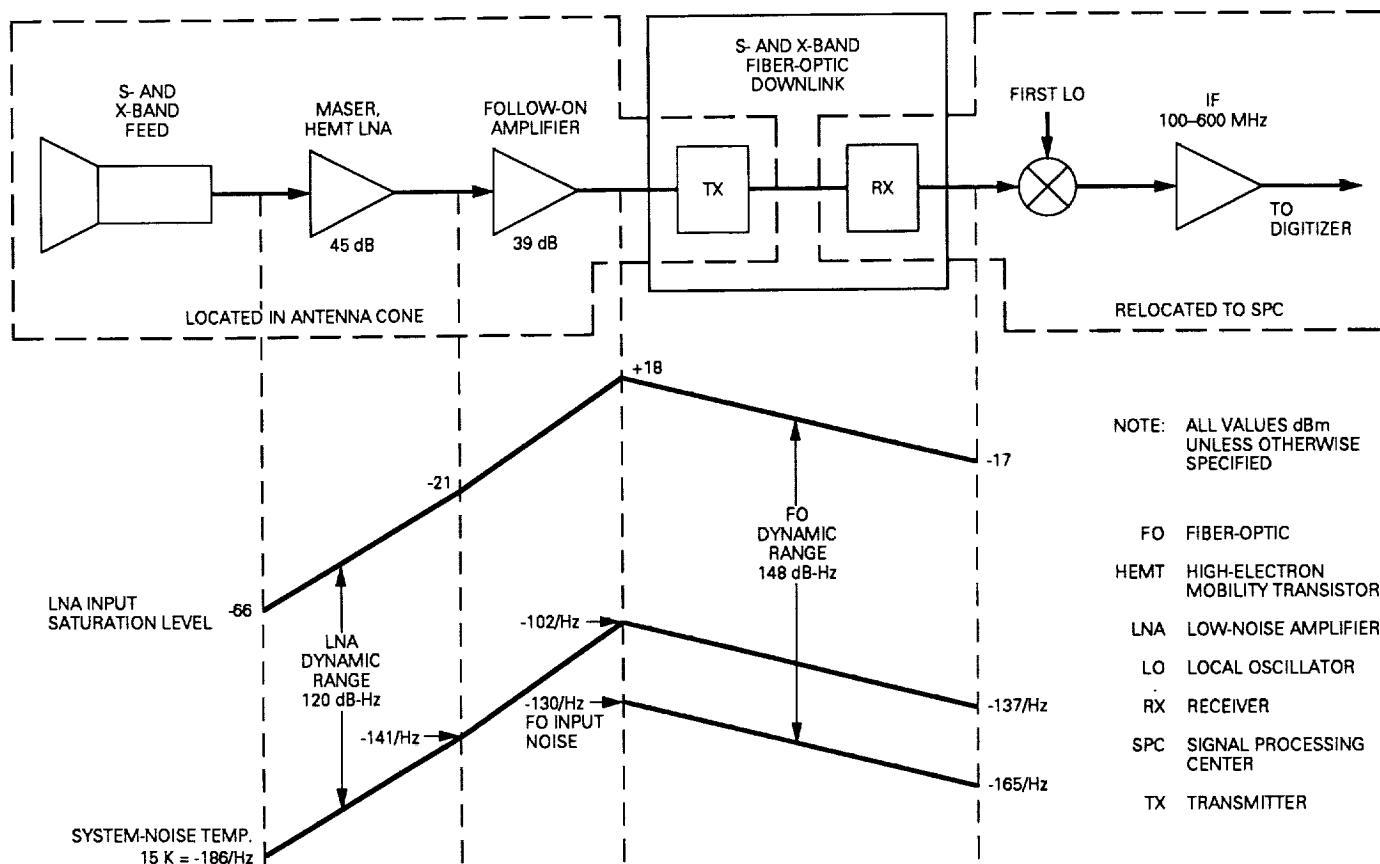 S- AND
X-BAND
FEED
MASER,
HEMT LNA
FOLLOW-ON
AMPLIFIER
S- AND X-BAND
FIBER-OPTIC
DOWNLINK
FIRST LO
IF
100–600 MHz
TX
RX
45 dB
39 dB
TO
DIGITIZER
LOCATED IN ANTENNA CONE
RELOCATED TO SPC
+18
-17
-21
-66
LNA INPUT
SATURATION LEVEL
LNA
DYNAMIC
RANGE
120 dB-Hz
FO
DYNAMIC
RANGE
148 dB-Hz
-102/Hz
-130/Hz
FO INPUT
NOISE
-141/Hz
-137/Hz
-165/Hz
SYSTEM-NOISE TEMP.
15 K = -186/Hz
NOTE: ALL VALUES dBm
UNLESS OTHERWISE
SPECIFIED
FO FIBER-OPTIC
HEMT HIGH-ELECTRON
MOBILITY TRANSISTOR
LNA LOW-NOISE AMPLIFIER
LO LOCAL OSCILLATOR
RX RECEIVER
SPC SIGNAL PROCESSING
CENTER
TX TRANSMITTER